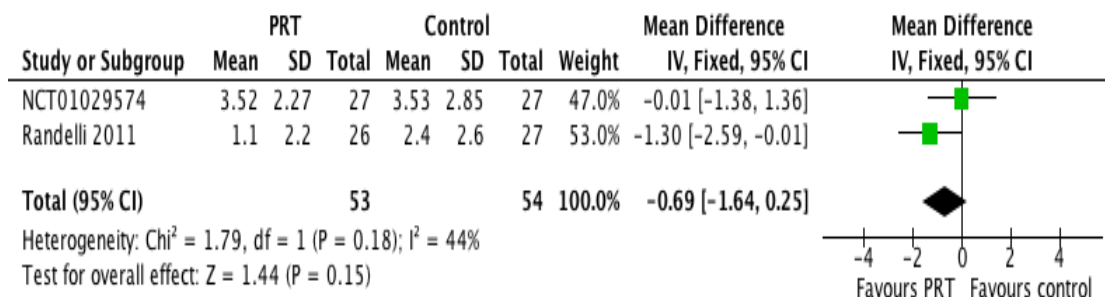 PRT Control Mean Difference Mean Difference
Study or Subgroup Mean SD Total Mean SD Total Weight IV, Fixed, 95% CI IV, Fixed, 95% CI
NCT01029574 3.52 2.27 27 3.53 2.85 27 47.0% −0.01 [−1.38, 1.36]
Randelli 2011 1.1 2.2 26 2.4 2.6 27 53.0% −1.30 [−2.59, −0.01]
Total (95% CI) 53 54 100.0% −0.69 [−1.64, 0.25]
Heterogeneity: Chi² = 1.79, df = 1 (P = 0.18); I² = 44%
Test for overall effect: Z = 1.44 (P = 0.15)
−4 −2 0 2 4
Favours PRT Favours control